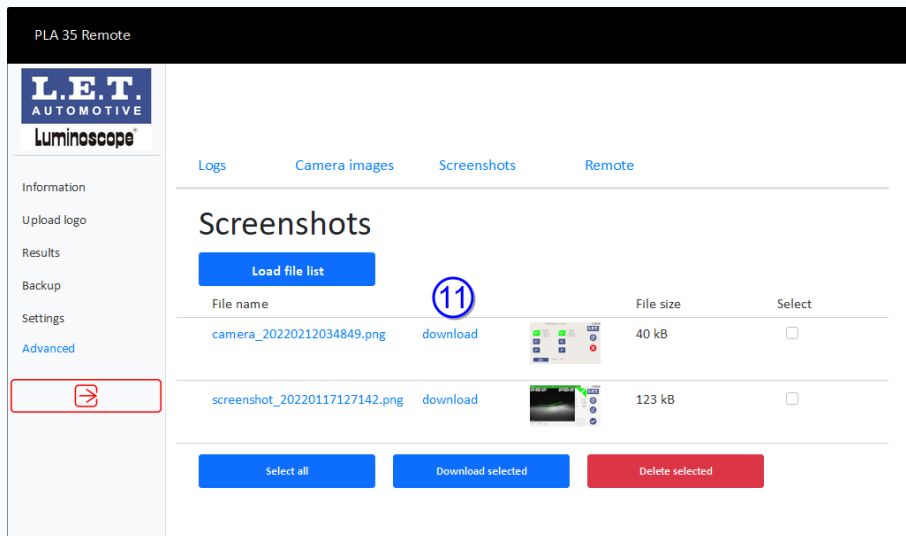 PLA 35 Remote
L.E.T.
AUTOMOTIVE
Luminoscope®
Information
Upload logo
Results
Backup
Settings
Advanced
Logs Camera images Screenshots Remote
Screenshots
Load file list
11
File name File size Select
camera_20220212034849.png download 40 kB
screenshot_20220117127142.png download 123 kB
Select all Download selected Delete selected